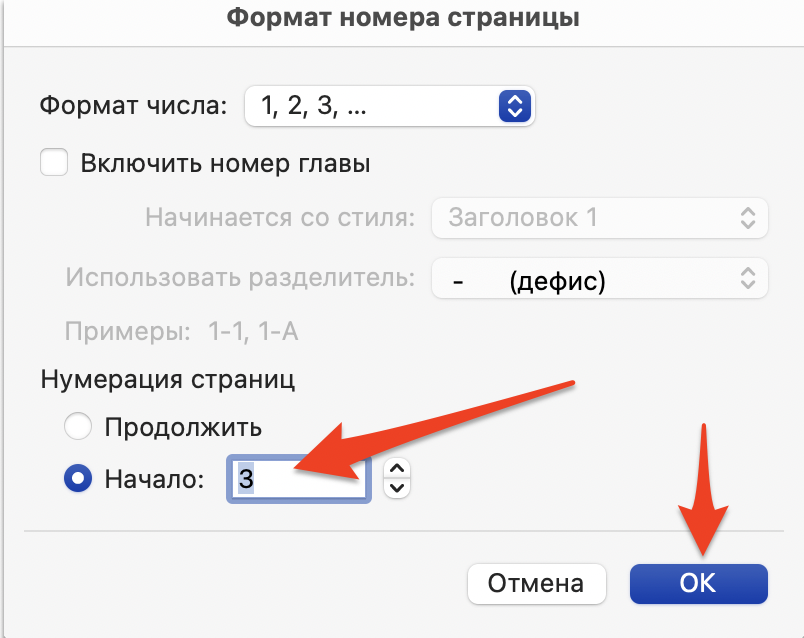 Формат номера страницы
Формат числа: 1, 2, 3, ...
Включить номер главы
Начинается со стиля: Заголовок 1
Использовать разделитель: - (дефис)
Примеры: 1-1, 1-A
Нумерация страниц
Продолжить
Начало: 3
Отмена OK